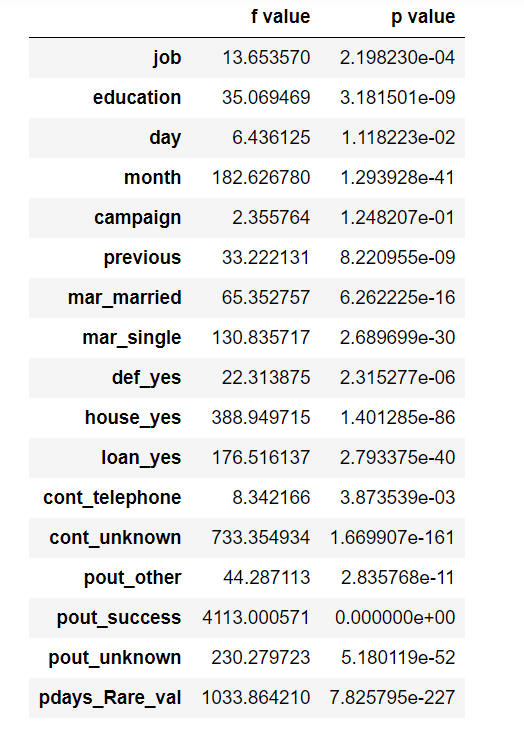 f value p value
job 13.653570 2.198230e-04
education 35.069469 3.181501e-09
day 6.436125 1.118223e-02
month 182.626780 1.293928e-41
campaign 2.355764 1.248207e-01
previous 33.222131 8.220955e-09
mar_married 65.352757 6.262225e-16
mar_single 130.835717 2.689699e-30
def_yes 22.313875 2.315277e-06
house_yes 388.949715 1.401285e-86
loan_yes 176.516137 2.793375e-40
cont_telephone 8.342166 3.873539e-03
cont_unknown 733.354934 1.669907e-161
pout_other 44.287113 2.835768e-11
pout_success 4113.000571 0.000000e+00
pout_unknown 230.279723 5.180119e-52
pdays_Rare_val 1033.864210 7.825795e-227